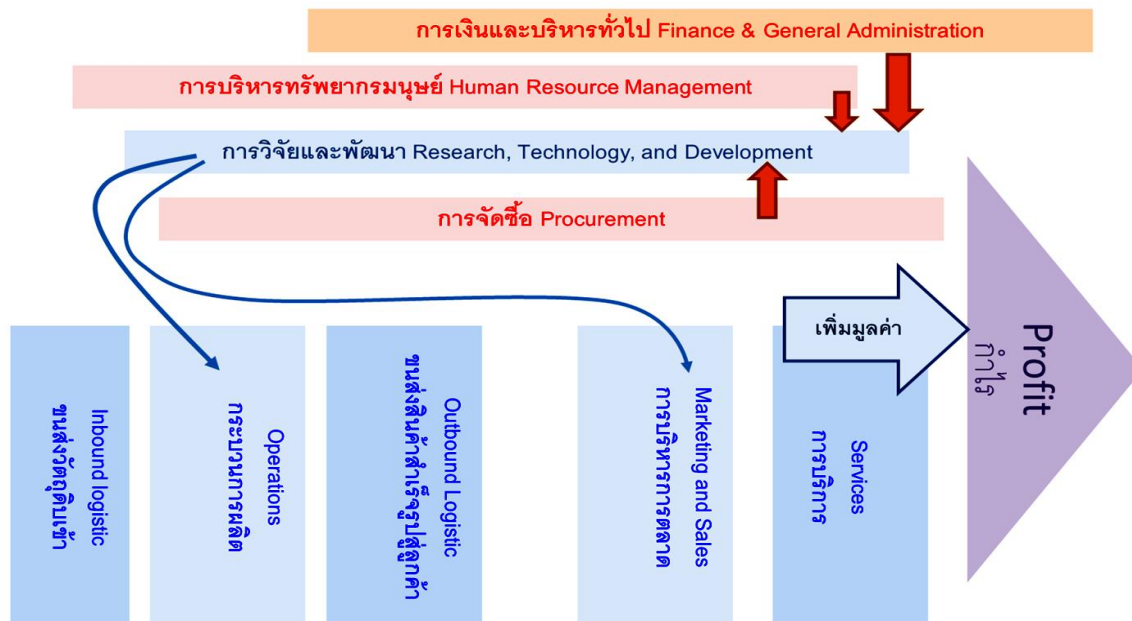 การเงินและบริหารทั่วไป Finance & General Administration
การบริหารทรัพยากรมนุษย์ Human Resource Management
การวิจัยและพัฒนา Research, Technology, and Development
การจัดซื้อ Procurement
เพิ่มมูลค่า
Profit
กำไร
Inbound logistic
ขนส่งวัตถุดิบเข้า
Operations
กระบวนการผลิต
Outbound Logistic
ขนส่งสินค้าสำเร็จรูปสู่ลูกค้า
Marketing and Sales
การบริหารการตลาด
Services
การบริการ